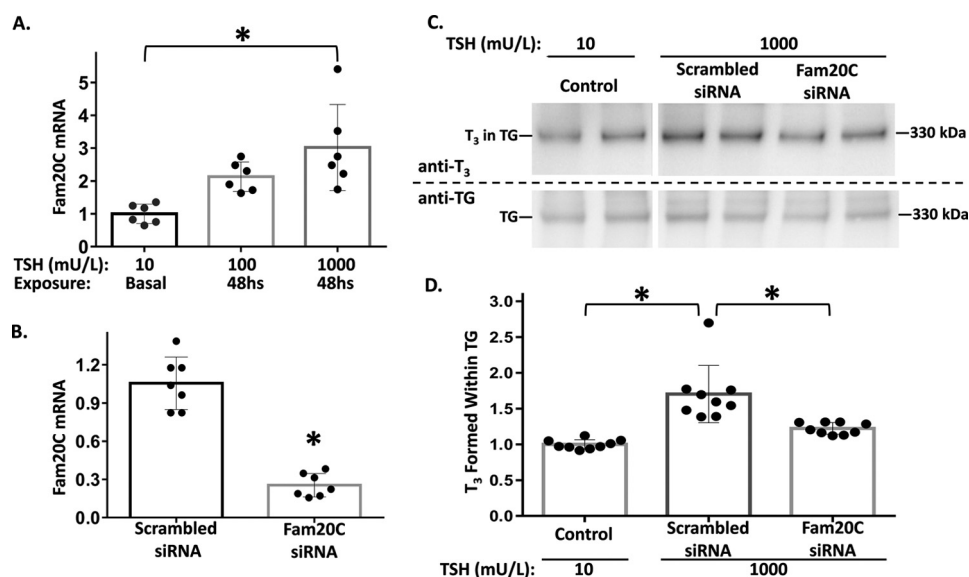 A.
*
Fam20C mRNA
5
4
3
2
1
0
TSH (mU/L): 10 100 1000
Exposure: Basal 48hs 48hs
B.
Fam20C mRNA
1.2
0.9
0.6
0.3
0.0
*
Scrambled siRNA
Fam20C siRNA
C.
TSH (mU/L): 10 1000
Control
Scrambled siRNA
Fam20C siRNA
T₃ in TG
330 kDa
anti-T₃
anti-TG
TG
330 kDa
D.
* *
T₃ Formed Within TG
3.0
2.5
2.0
1.5
1.0
0.5
0.0
Control
Scrambled siRNA
Fam20C siRNA
TSH (mU/L): 10 1000